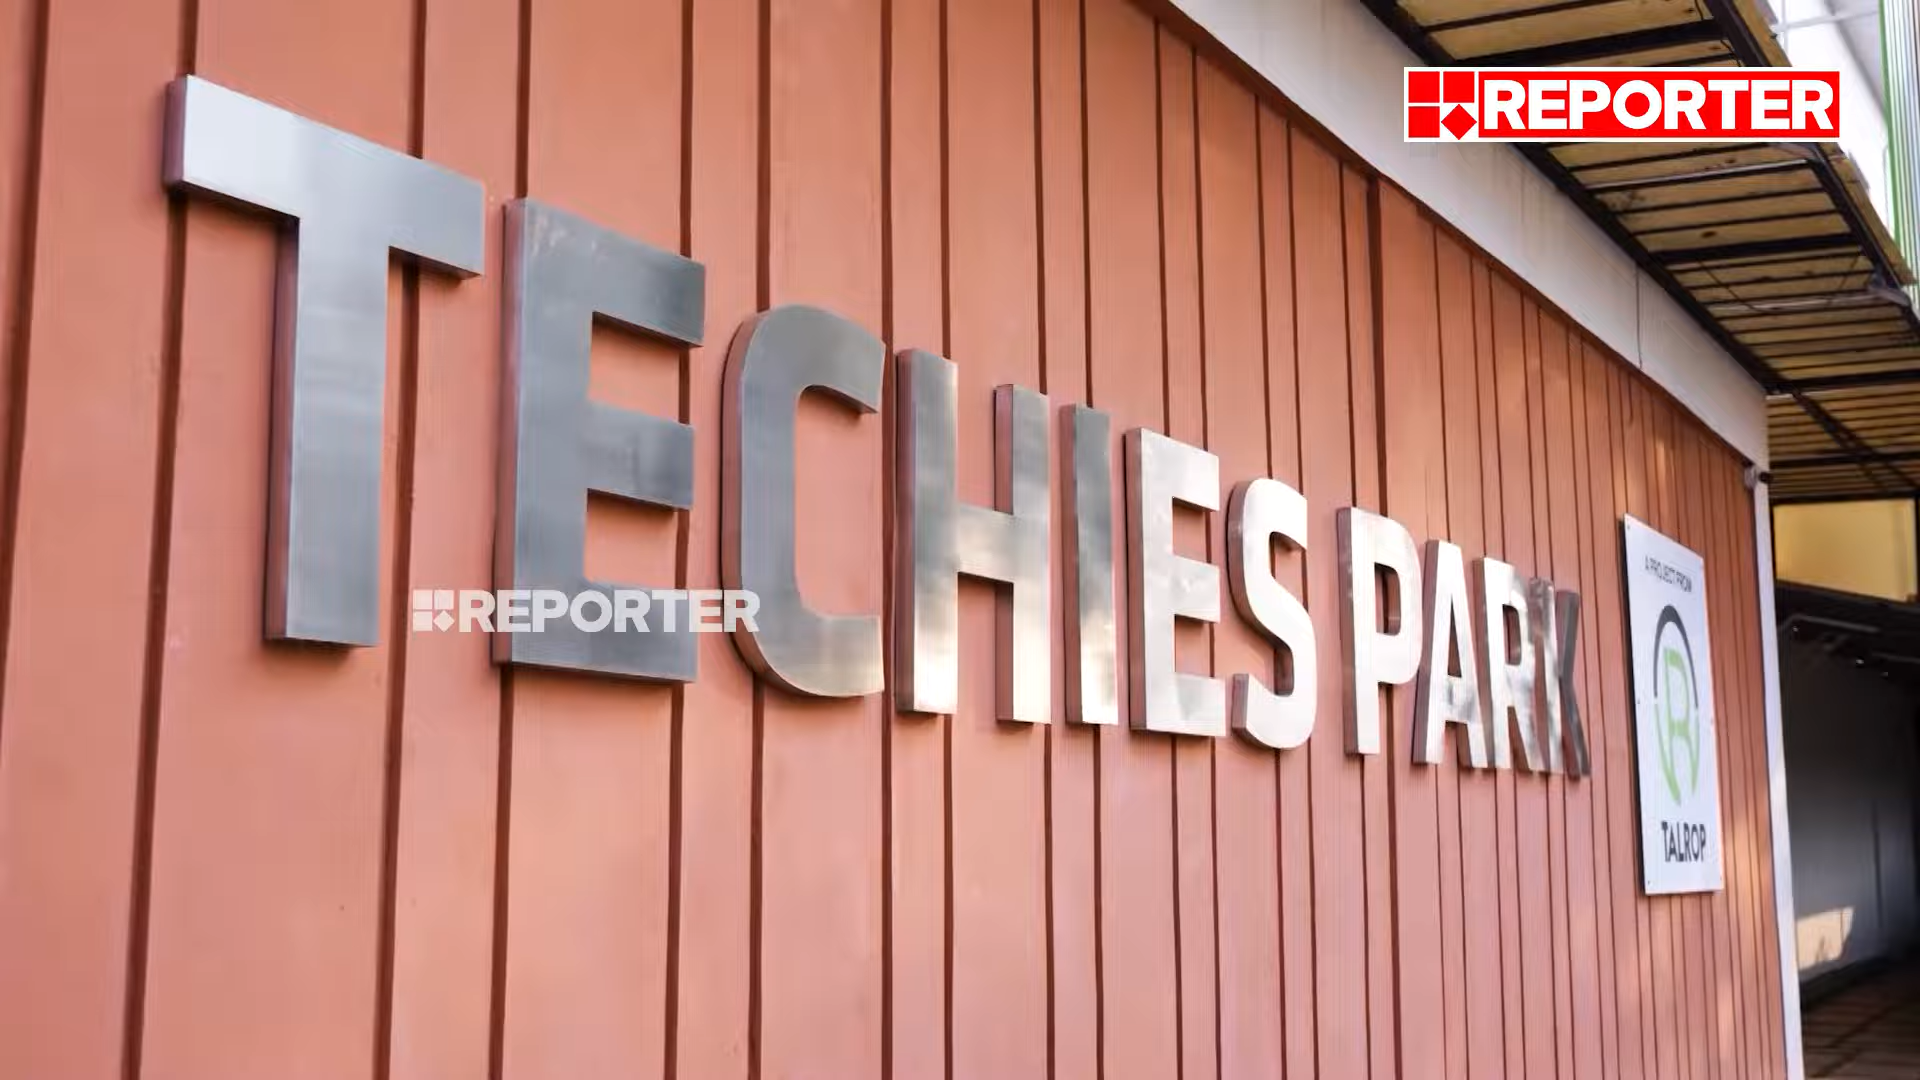 REPORTER
TECHIES PARK
REPORTER
A PROJECT FROM
TALROP